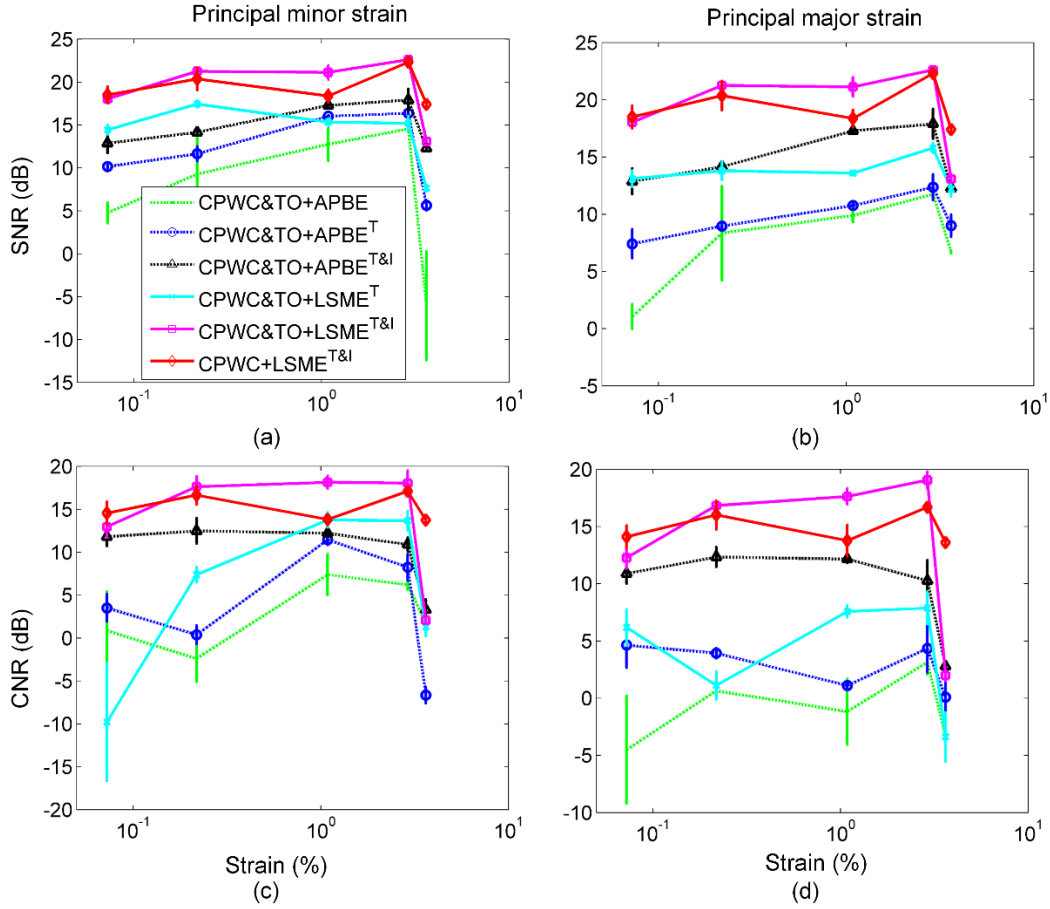 Principal minor strain
Principal major strain
25
20
15
10
5
0
-5
-10
-15
SNR (dB)
CPWC&TO+APBE
CPWC&TO+APBE^T
CPWC&TO+APBE^T&I
CPWC&TO+LSME^T
CPWC&TO+LSME^T&I
CPWC+LSME^T&I
10^-1
10^0
10^1
(a)
25
20
15
10
5
0
-5
10^-1
10^0
10^1
(b)
20
15
10
5
0
-5
-10
-15
-20
CNR (dB)
10^-1
10^0
10^1
Strain (%)
(c)
20
15
10
5
0
-5
-10
10^-1
10^0
10^1
Strain (%)
(d)